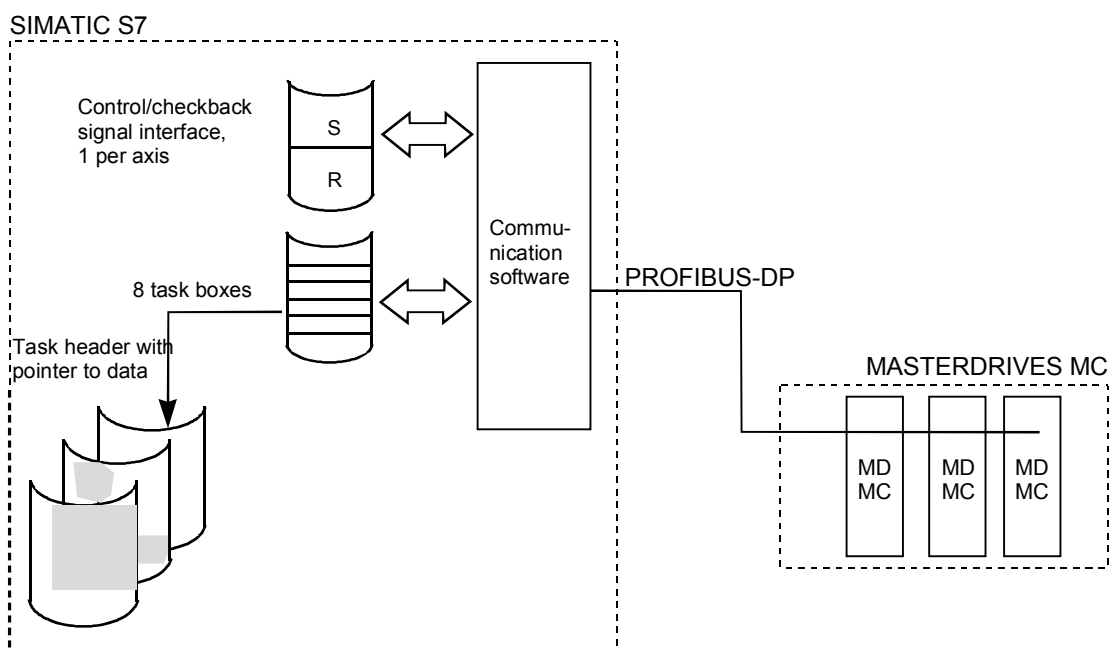 SIMATIC S7
Control/checkback
signal interface,
1 per axis
S
R
Commu-
nication
software
8 task boxes
PROFIBUS-DP
Task header with
pointer to data
MASTERDRIVES MC
MD
MC
MD
MC
MD
MC